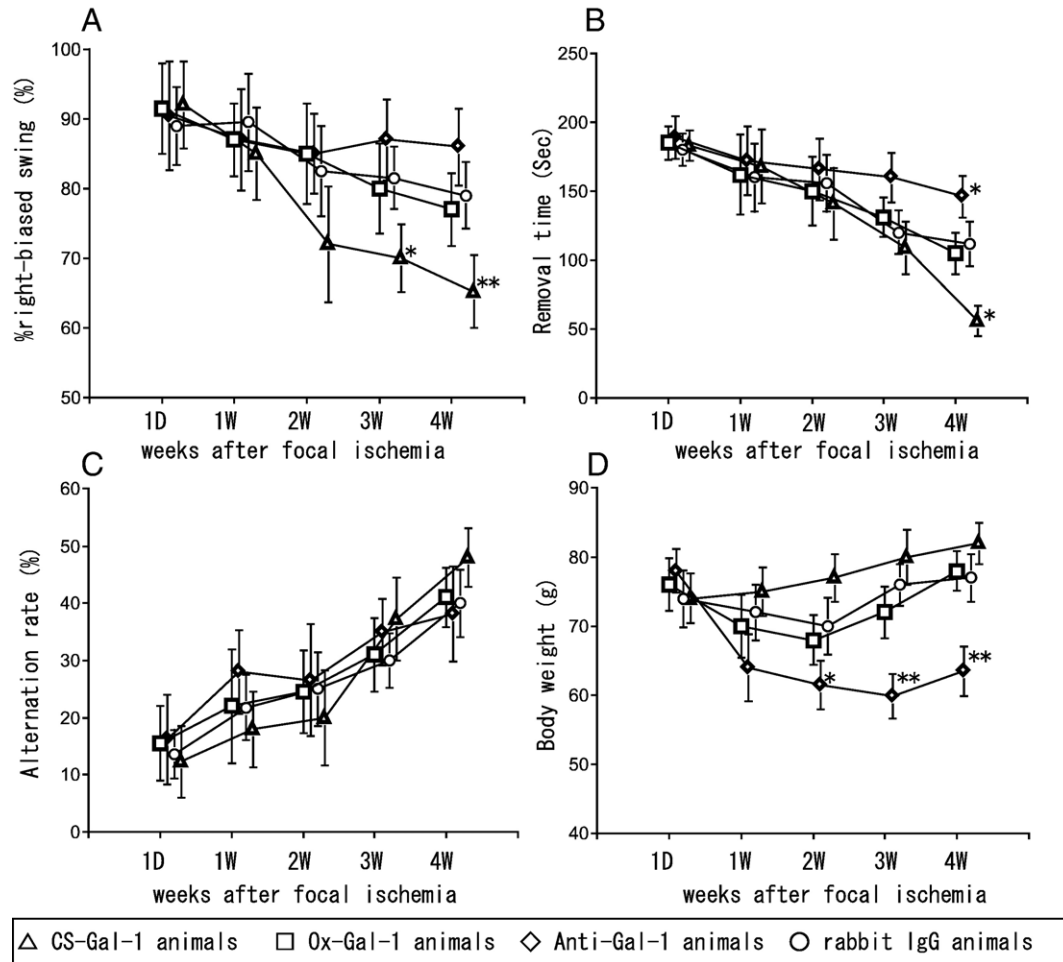 A
%right-biased swing (%)
100
90
80
70
60
50
*
**
1D 1W 2W 3W 4W
weeks after focal ischemia
B
Removal time (Sec)
250
200
150
100
50
0
*
*
1D 1W 2W 3W 4W
weeks after focal ischemia
C
Alternation rate (%)
60
50
40
30
20
10
0
1D 1W 2W 3W 4W
weeks after focal ischemia
D
Body weight (g)
90
80
70
60
50
40
*
**
**
1D 1W 2W 3W 4W
weeks after focal ischemia
CS-Gal-1 animals Ox-Gal-1 animals Anti-Gal-1 animals rabbit IgG animals